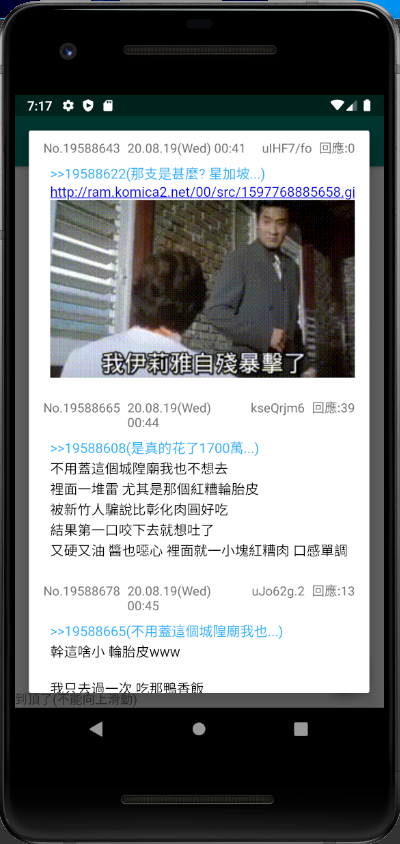 7:17
No.19588643 20.08.19(Wed) 00:41 uIHF7/fo 回應:0
>>19588622(那支是甚麼? 星加坡...)
http://ram.komica2.net/00/src/1597768885658.gi
我伊莉雅自殘暴擊了
No.19588665 20.08.19(Wed) 00:44 kseQrjm6 回應:39
>>19588608(是真的花了1700萬...)
不用蓋這個城隍廟我也不想去
裡面一堆雷 尤其是那個紅糟輪胎皮
被新竹人騙說比彰化肉圓好吃
結果第一口咬下去就想吐了
又硬又油 醬也噁心 裡面就一小塊紅糟肉 口感單調
No.19588678 20.08.19(Wed) 00:45 uJo62g.2 回應:13
>>19588665(不用蓋這個城隍廟我也...)
幹這啥小 輪胎皮www
我只去過一次 吃那鴨香飯
到頂了(不能向上滑動)